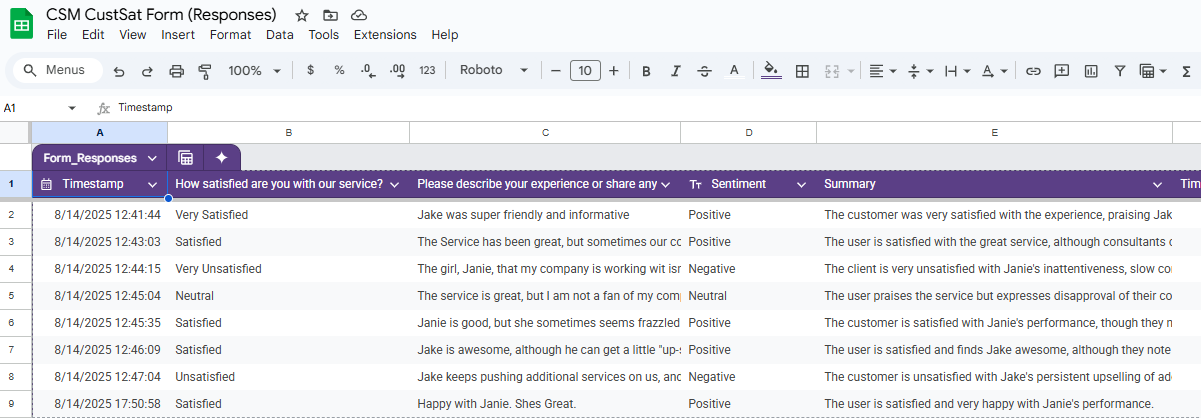 CSM CustSat Form (Responses)
File Edit View Insert Format Data Tools Extensions Help
Menus 100% $ % .0 .00 123 Roboto 10 B I A
A1 fx Timestamp
A B C D E
Form_Responses
1 Timestamp How satisfied are you with our service? Please describe your experience or share any Tт Sentiment Summary Tim
2 8/14/2025 12:41:44 Very Satisfied Jake was super friendly and informative Positive The customer was very satisfied with the experience, praising Jak
3 8/14/2025 12:43:03 Satisfied The Service has been great, but sometimes our co Positive The user is satisfied with the great service, although consultants
4 8/14/2025 12:44:15 Very Unsatisfied The girl, Janie, that my company is working wit isn Negative The client is very unsatisfied with Janie's inattentiveness, slow co
5 8/14/2025 12:45:04 Neutral The service is great, but I am not a fan of my com Neutral The user praises the service but expresses disapproval of their co
6 8/14/2025 12:45:35 Satisfied Janie is good, but she sometimes seems frazzled Positive The customer is satisfied with Janie's performance, though they n
7 8/14/2025 12:46:09 Satisfied Jake is awesome, although he can get a little "up-s Positive The user is satisfied and finds Jake awesome, although they note
8 8/14/2025 12:47:04 Unsatisfied Jake keeps pushing additional services on us, and Negative The customer is unsatisfied with Jake's persistent upselling of ad
9 8/14/2025 17:50:58 Satisfied Happy with Janie. Shes Great. Positive The user is satisfied and very happy with Janie's performance.